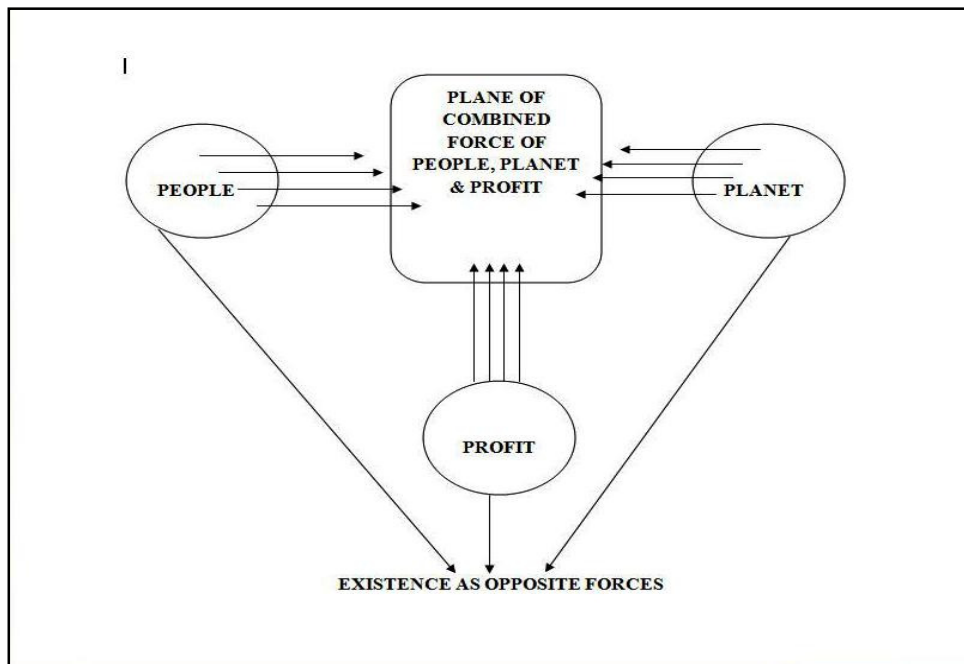 I
PLANE OF
COMBINED
FORCE OF
PEOPLE, PLANET
& PROFIT
PEOPLE
PLANET
PROFIT
EXISTENCE AS OPPOSITE FORCES